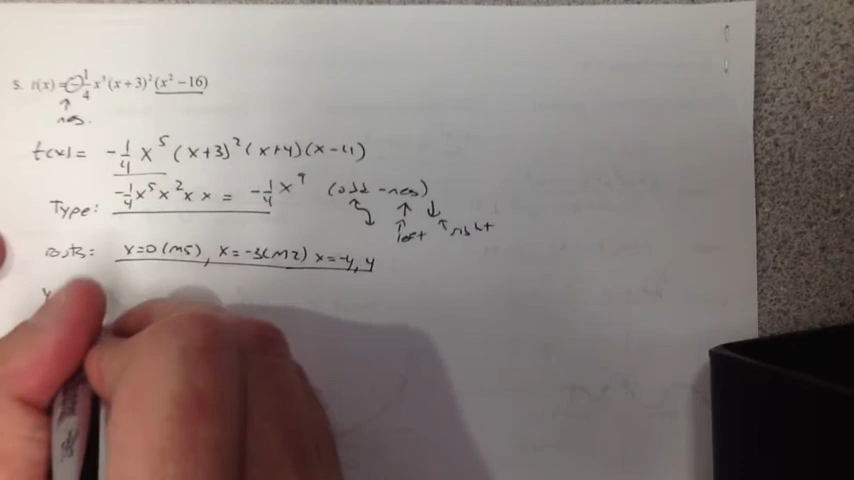 5. t(x) = -1/4 x⁵(x+3)²(x²-16)
neg.
t(x) = -1/4 x⁵ (x+3)² (x+4)(x-4)
Type: -1/4 x⁵ x² x x = -1/4 x⁹ (odd-neg)
left right
roots: x=0 (M5), x=-3(M2) x=-4, 4
y